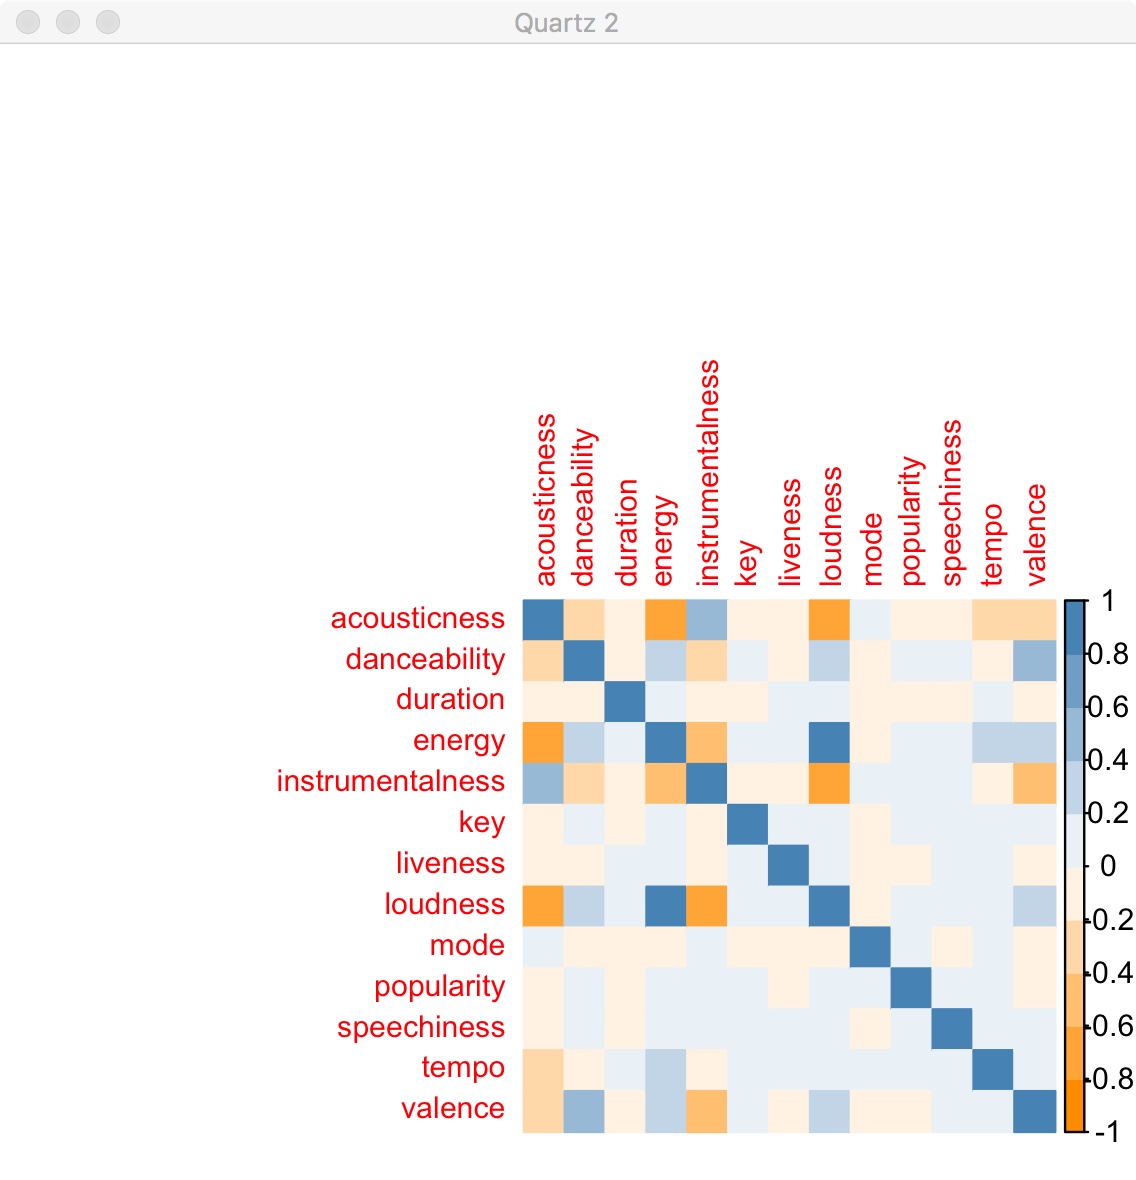 Quartz 2
acousticness
danceability
duration
energy
instrumentalness
key
liveness
loudness
mode
popularity
speechiness
tempo
valence
acousticness
danceability
duration
energy
instrumentalness
key
liveness
loudness
mode
popularity
speechiness
tempo
valence
1
0.8
0.6
0.4
0.2
0
-0.2
-0.4
-0.6
-0.8
-1